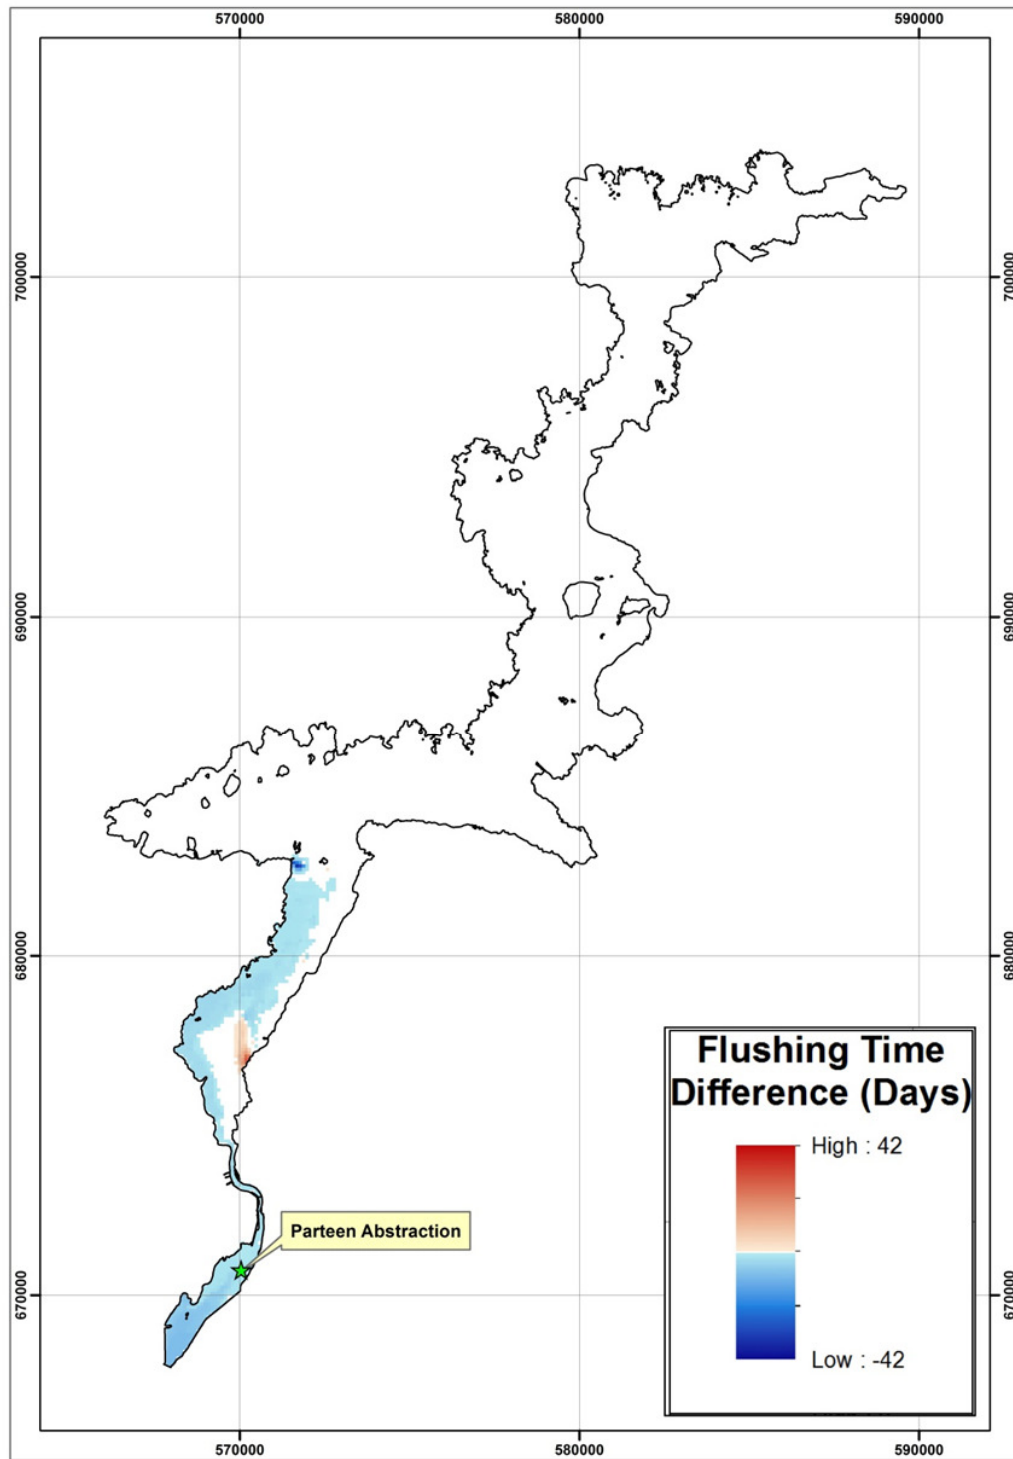 570000 580000 590000
700000 700000
690000 690000
680000 680000
Flushing Time
Difference (Days)
High : 42
Low : -42
Parteen Abstraction
670000 670000
570000 580000 590000